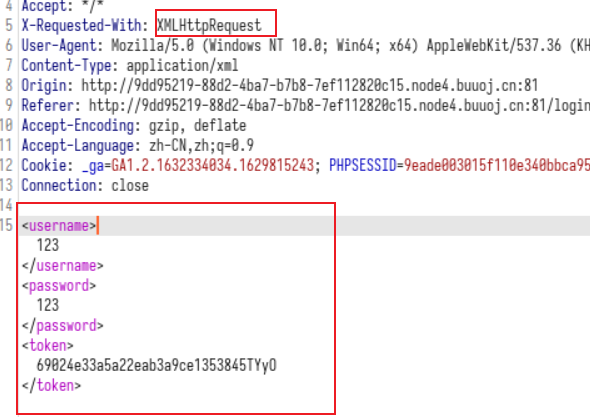 4 Accept: */*
5 X-Requested-With: XMLHttpRequest
6 User-Agent: Mozilla/5.0 (Windows NT 10.0; Win64; x64) AppleWebKit/537.36 (KH
7 Content-Type: application/xml
8 Origin: http://9dd95219-88d2-4ba7-b7b8-7ef112820c15.node4.buuoj.cn:81
9 Referer: http://9dd95219-88d2-4ba7-b7b8-7ef112820c15.node4.buuoj.cn:81/login
10 Accept-Encoding: gzip, deflate
11 Accept-Language: zh-CN,zh;q=0.9
12 Cookie: _ga=GA1.2.1632334034.1629815243; PHPSESSID=9eade003015f110e340bbca95
13 Connection: close
14
15 <username>
123
</username>
<password>
123
</password>
<token>
69024e33a5a22eab3a9ce1353845TYyO
</token>